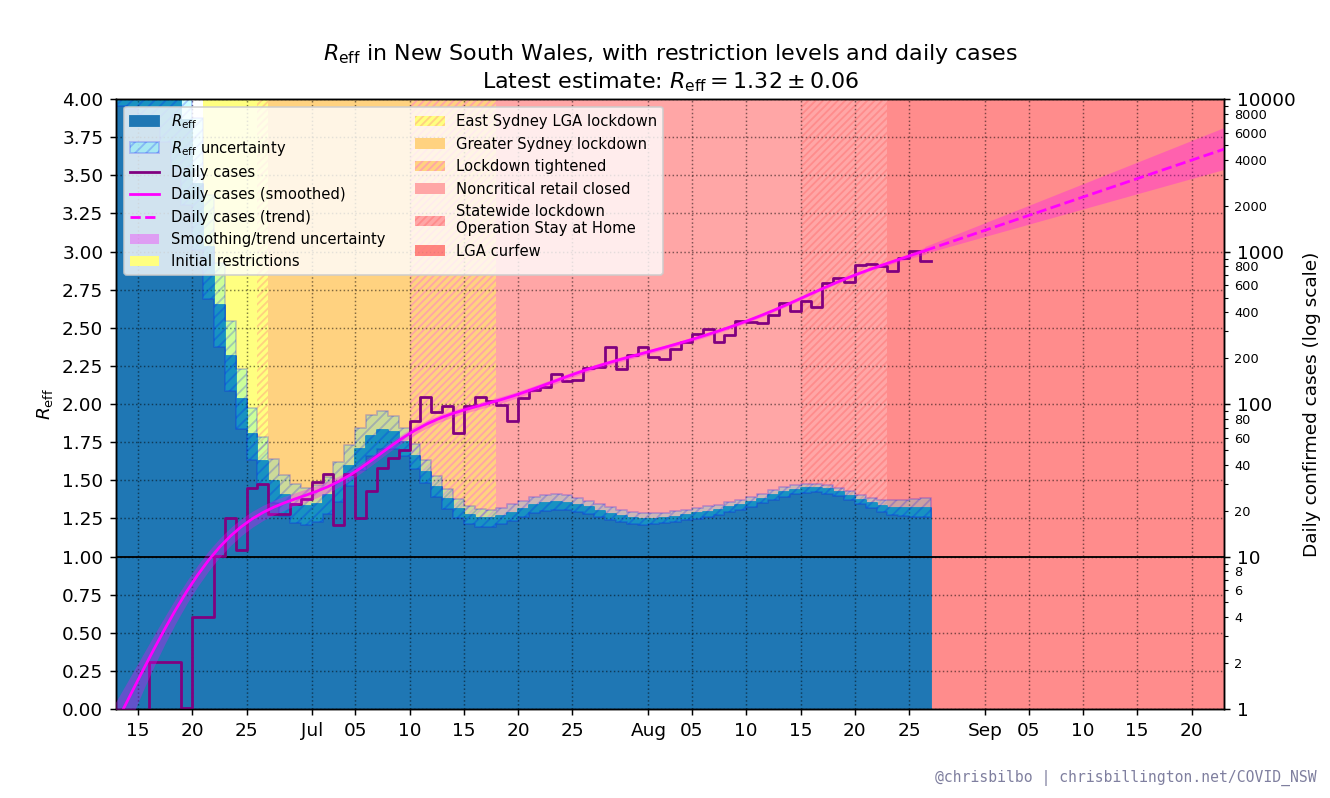 R_eff in New South Wales, with restriction levels and daily cases
Latest estimate: R_eff = 1.32 ± 0.06
R_eff
R_eff uncertainty
Daily cases
Daily cases (smoothed)
Daily cases (trend)
Smoothing/trend uncertainty
Initial restrictions
East Sydney LGA lockdown
Greater Sydney lockdown
Lockdown tightened
Noncritical retail closed
Statewide lockdown
Operation Stay at Home
LGA curfew
R_eff
4.00
3.75
3.50
3.25
3.00
2.75
2.50
2.25
2.00
1.75
1.50
1.25
1.00
0.75
0.50
0.25
0.00
10000
8000
6000
4000
2000
1000
800
600
400
200
100
80
60
40
20
10
8
6
4
2
1
Daily confirmed cases (log scale)
15 20 25 Jul 05 10 15 20 25 Aug 05 10 15 20 25 Sep 05 10 15 20
@chrisbilbo | chrisbillington.net/COVID_NSW